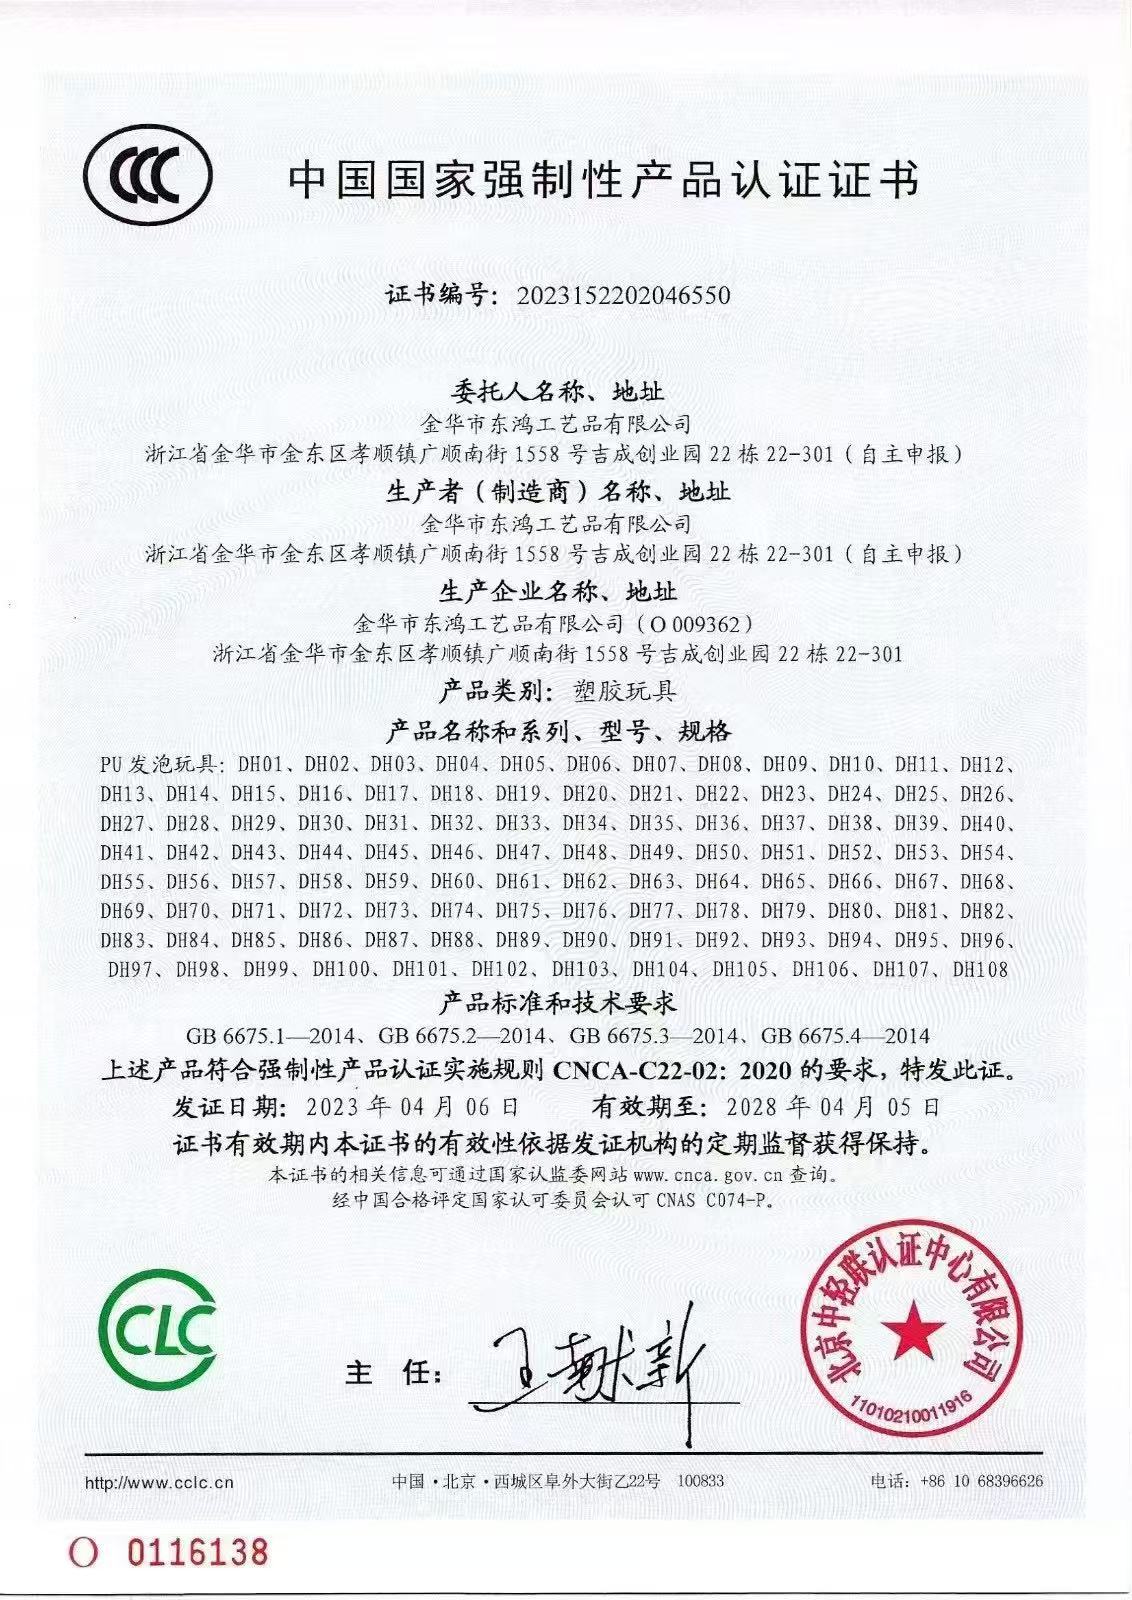 CCC
中国国家强制性产品认证证书
证书编号：2023152202046550
委托人名称、地址
金华市东鸿工艺品有限公司
浙江省金华市金东区孝顺镇广顺南街1558号吉成创业园22栋22-301（自主申报）
生产者（制造商）名称、地址
金华市东鸿工艺品有限公司
浙江省金华市金东区孝顺镇广顺南街1558号吉成创业园22栋22-301（自主申报）
生产企业名称、地址
金华市东鸿工艺品有限公司（O 009362）
浙江省金华市金东区孝顺镇广顺南街1558号吉成创业园22栋22-301
产品类别：塑胶玩具
产品名称和系列、型号、规格
PU发泡玩具：DH01、DH02、DH03、DH04、DH05、DH06、DH07、DH08、DH09、DH10、DH11、DH12、
DH13、DH14、DH15、DH16、DH17、DH18、DH19、DH20、DH21、DH22、DH23、DH24、DH25、DH26、
DH27、DH28、DH29、DH30、DH31、DH32、DH33、DH34、DH35、DH36、DH37、DH38、DH39、DH40、
DH41、DH42、DH43、DH44、DH45、DH46、DH47、DH48、DH49、DH50、DH51、DH52、DH53、DH54、
DH55、DH56、DH57、DH58、DH59、DH60、DH61、DH62、DH63、DH64、DH65、DH66、DH67、DH68、
DH69、DH70、DH71、DH72、DH73、DH74、DH75、DH76、DH77、DH78、DH79、DH80、DH81、DH82、
DH83、DH84、DH85、DH86、DH87、DH88、DH89、DH90、DH91、DH92、DH93、DH94、DH95、DH96、
DH97、DH98、DH99、DH100、DH101、DH102、DH103、DH104、DH105、DH106、DH107、DH108
产品标准和技术要求
GB 6675.1—2014、GB 6675.2—2014、GB 6675.3—2014、GB 6675.4—2014
上述产品符合强制性产品认证实施规则 CNCA-C22-02：2020 的要求，特发此证。
发证日期：2023年04月06日 有效期至：2028年04月05日
证书有效期内本证书的有效性依据发证机构的定期监督获得保持。
本证书的相关信息可通过国家认监委网站 www.cnca.gov.cn 查询。
经中国合格评定国家认可委员会认可 CNAS C074-P。
CLC
主 任：王献新
北京中轻联认证中心有限公司
11010210011916
http://www.cclc.cn 中国·北京·西城区阜外大街乙22号 100833 电话：+86 10 68396626
O 0116138